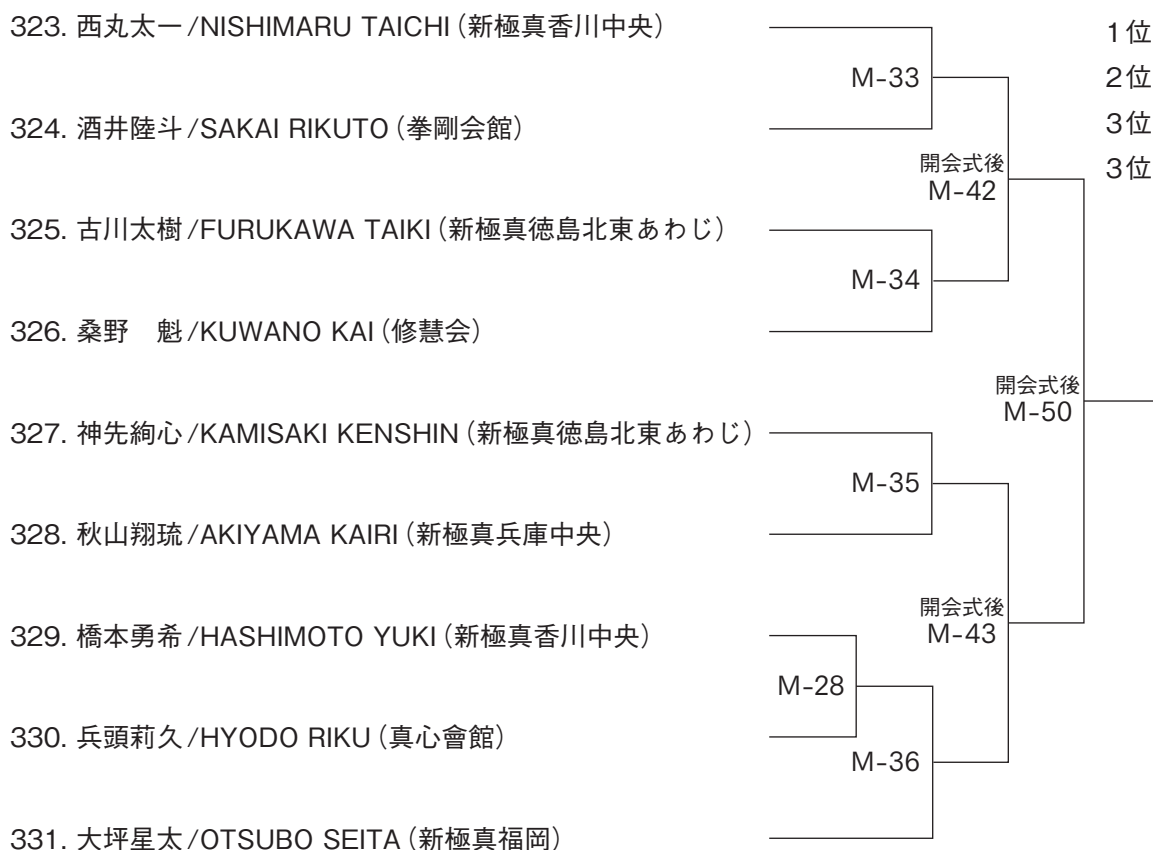 323. 西丸太一/NISHIMARU TAICHI（新極真香川中央）
324. 酒井陸斗/SAKAI RIKUTO（拳剛会館）
325. 古川太樹/FURUKAWA TAIKI（新極真徳島北東あわじ）
326. 桑野　魁/KUWANO KAI（修慧会）
327. 神先絢心/KAMISAKI KENSHIN（新極真徳島北東あわじ）
328. 秋山翔琉/AKIYAMA KAIRI（新極真兵庫中央）
329. 橋本勇希/HASHIMOTO YUKI（新極真香川中央）
330. 兵頭莉久/HYODO RIKU（真心會館）
331. 大坪星太/OTSUBO SEITA（新極真福岡）
M-28
M-33
M-34
M-35
M-36
開会式後
M-42
開会式後
M-43
開会式後
M-50
1位
2位
3位
3位